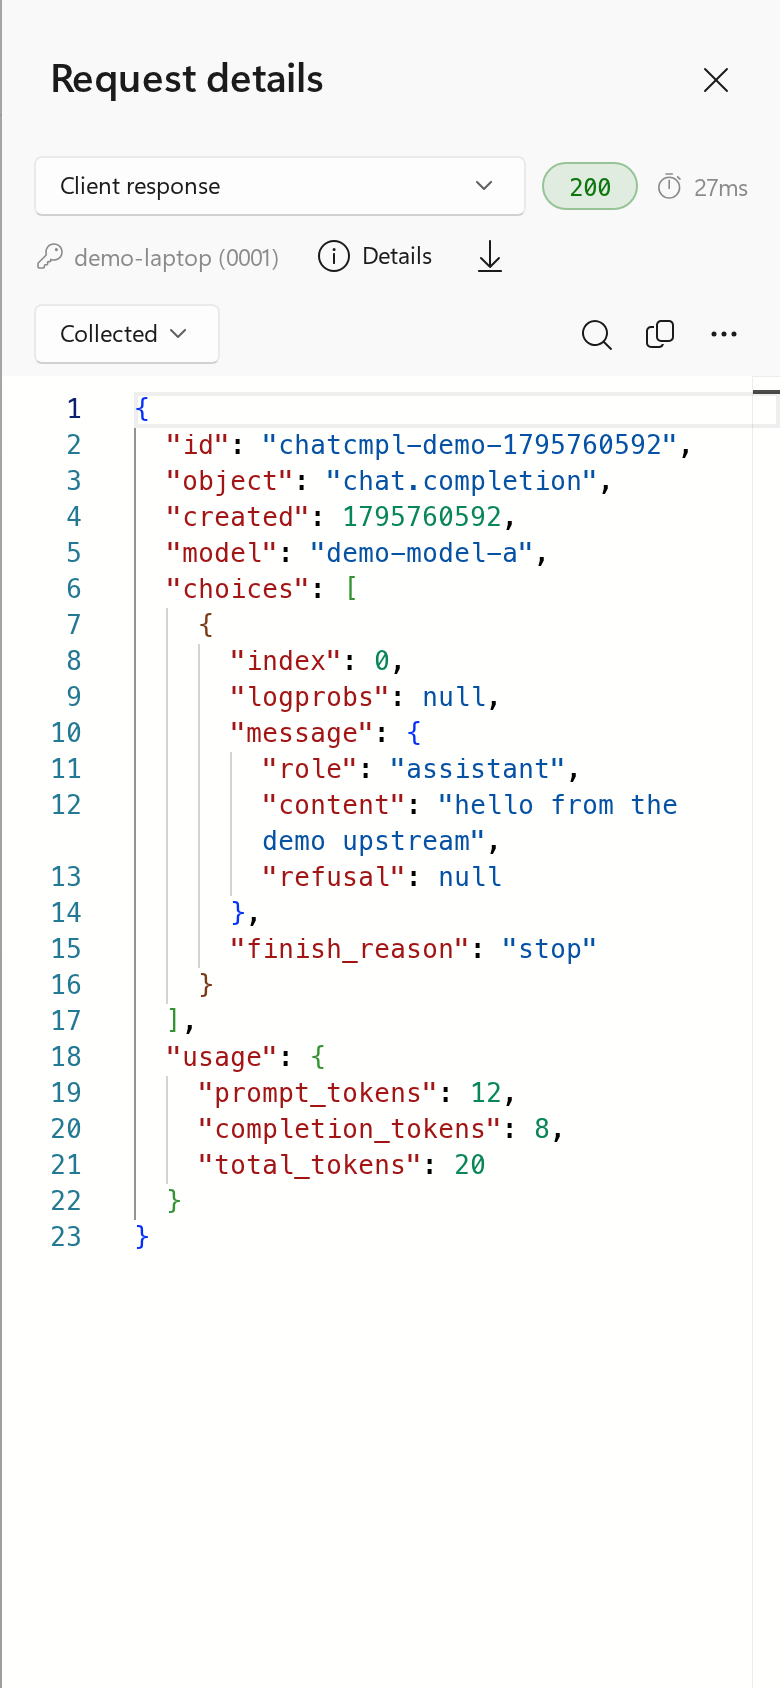 Request details
Client response
200
27ms
demo-laptop (0001)
Details
Collected
1 {
2 "id": "chatcmpl-demo-1795760592",
3 "object": "chat.completion",
4 "created": 1795760592,
5 "model": "demo-model-a",
6 "choices": [
7 {
8 "index": 0,
9 "logprobs": null,
10 "message": {
11 "role": "assistant",
12 "content": "hello from the
demo upstream",
13 "refusal": null
14 },
15 "finish_reason": "stop"
16 }
17 ],
18 "usage": {
19 "prompt_tokens": 12,
20 "completion_tokens": 8,
21 "total_tokens": 20
22 }
23 }